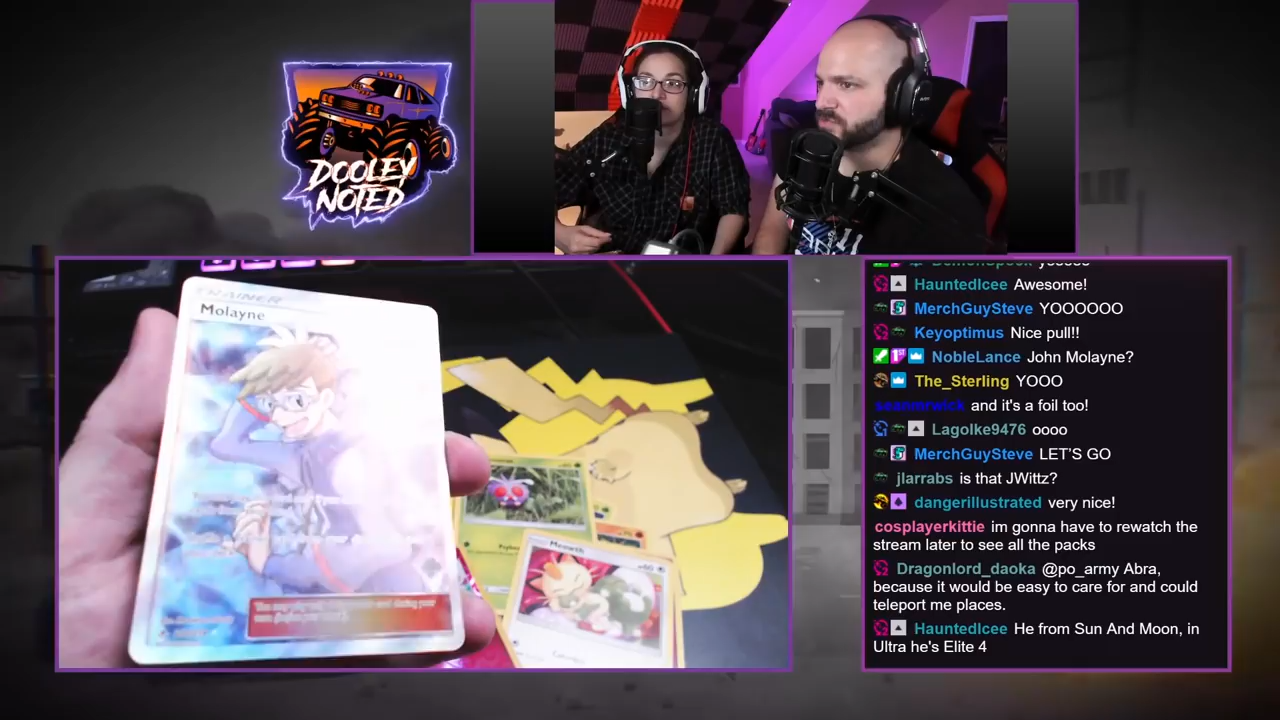 DOOLEY
NOTED
TRAINER
Molayne
Meowth
HauntedIcee Awesome!
MerchGuySteve YOOOOOO
Keyoptimus Nice pull!!
NobleLance John Molayne?
The_Sterling YOOO
seanmrwick and it's a foil too!
Lagolke9476 oooo
MerchGuySteve LET'S GO
jlarrabs is that JWittz?
dangerillustrated very nice!
cosplayerkittie im gonna have to rewatch the
stream later to see all the packs
Dragonlord_daoka @po_army Abra,
because it would be easy to care for and could
teleport me places.
HauntedIcee He from Sun And Moon, in
Ultra he's Elite 4